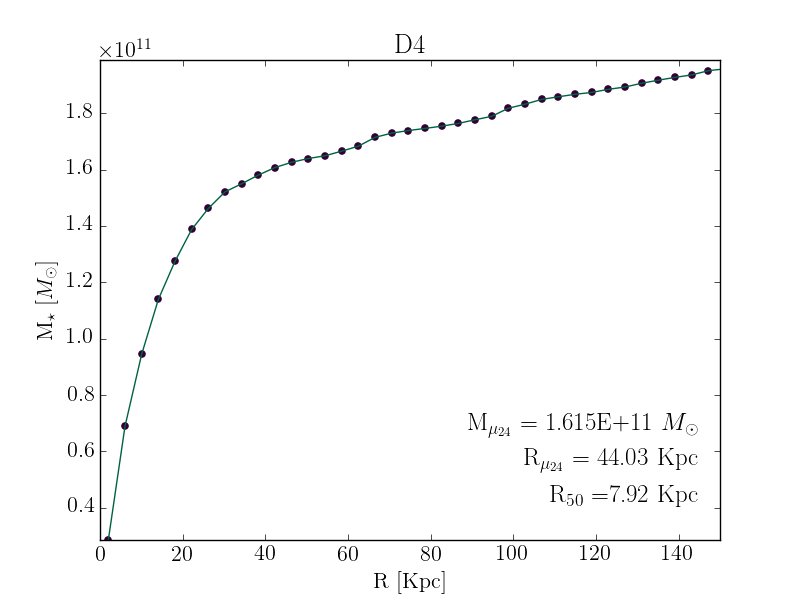 D4
×10¹¹
1.8
1.6
1.4
1.2
1.0
0.8
0.6
0.4
M⋆ [M⊙]
M_μ₂₄ = 1.615E+11 M⊙
R_μ₂₄ = 44.03 Kpc
R₅₀ =7.92 Kpc
0 20 40 60 80 100 120 140
R [Kpc]